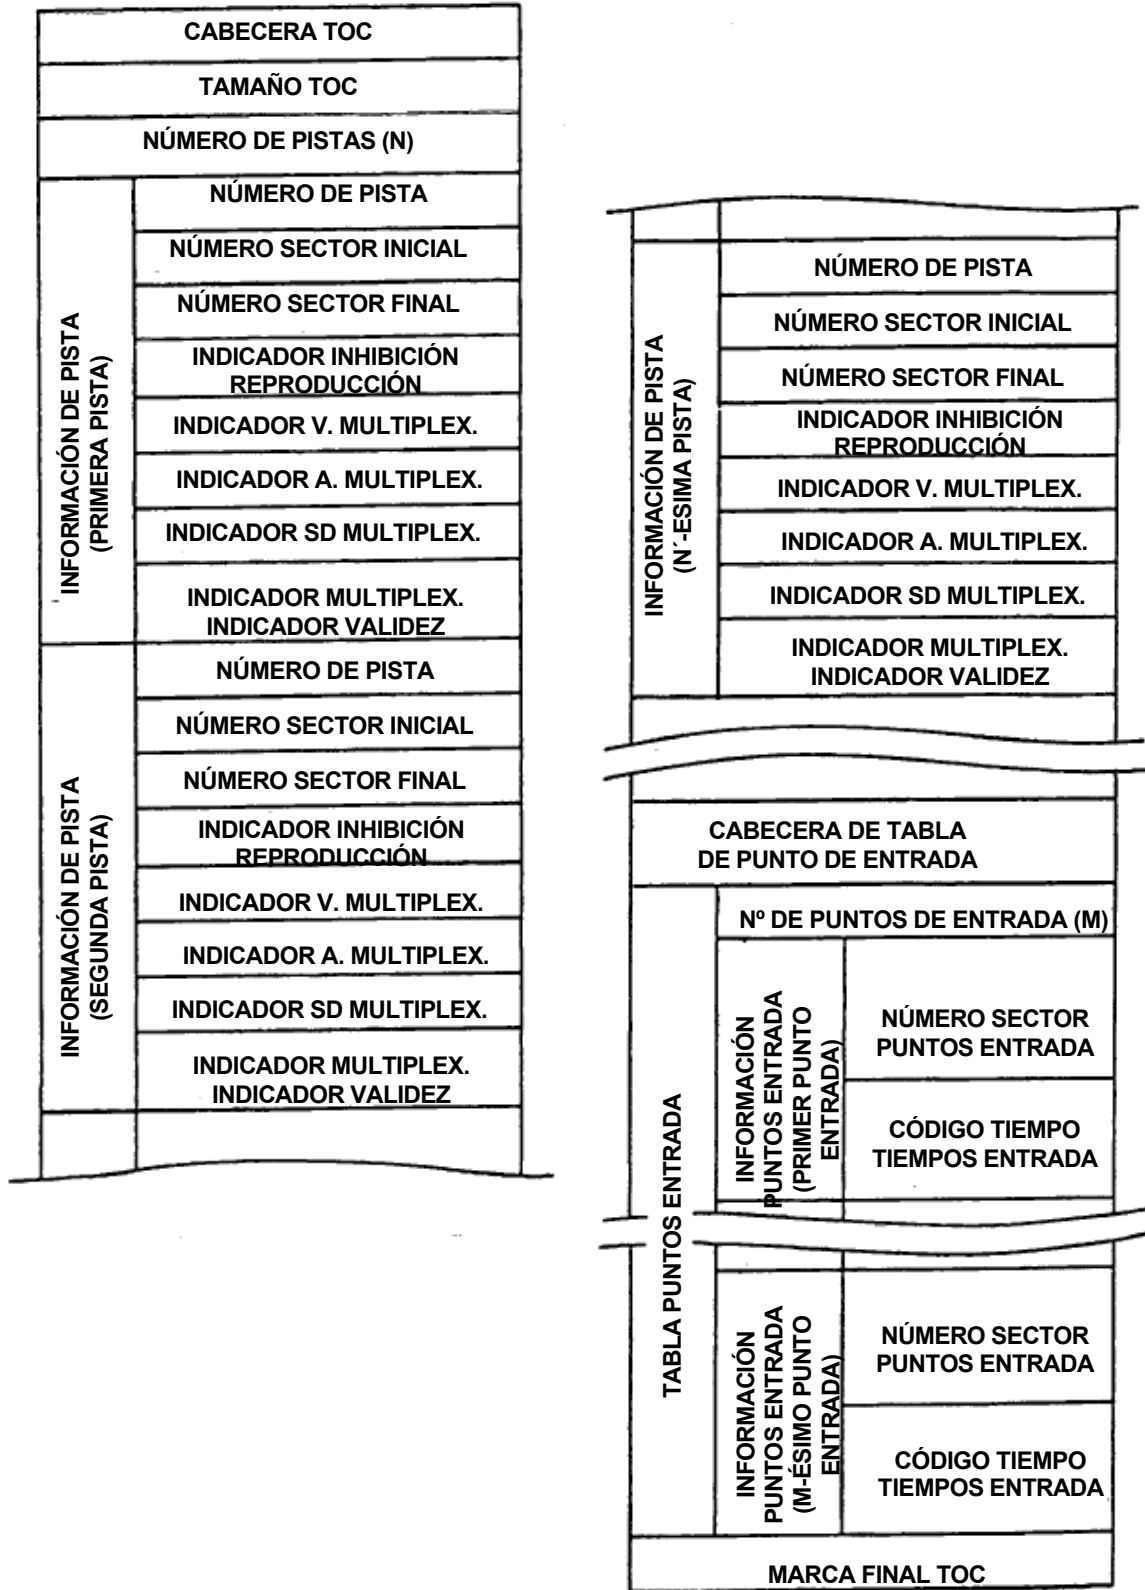 CABECERA TOC
TAMAÑO TOC
NÚMERO DE PISTAS (N)
INFORMACIÓN DE PISTA
(PRIMERA PISTA)
NÚMERO DE PISTA
NÚMERO SECTOR INICIAL
NÚMERO SECTOR FINAL
INDICADOR INHIBICIÓN
REPRODUCCIÓN
INDICADOR V. MULTIPLEX.
INDICADOR A. MULTIPLEX.
INDICADOR SD MULTIPLEX.
INDICADOR MULTIPLEX.
INDICADOR VALIDEZ
INFORMACIÓN DE PISTA
(SEGUNDA PISTA)
NÚMERO DE PISTA
NÚMERO SECTOR INICIAL
NÚMERO SECTOR FINAL
INDICADOR INHIBICIÓN
REPRODUCCIÓN
INDICADOR V. MULTIPLEX.
INDICADOR A. MULTIPLEX.
INDICADOR SD MULTIPLEX.
INDICADOR MULTIPLEX.
INDICADOR VALIDEZ
INFORMACIÓN DE PISTA
(N´-ESIMA PISTA)
NÚMERO DE PISTA
NÚMERO SECTOR INICIAL
NÚMERO SECTOR FINAL
INDICADOR INHIBICIÓN
REPRODUCCIÓN
INDICADOR V. MULTIPLEX.
INDICADOR A. MULTIPLEX.
INDICADOR SD MULTIPLEX.
INDICADOR MULTIPLEX.
INDICADOR VALIDEZ
CABECERA DE TABLA
DE PUNTO DE ENTRADA
TABLA PUNTOS ENTRADA
Nº DE PUNTOS DE ENTRADA (M)
INFORMACIÓN
PUNTOS ENTRADA
(PRIMER PUNTO
ENTRADA)
NÚMERO SECTOR
PUNTOS ENTRADA
CÓDIGO TIEMPO
TIEMPOS ENTRADA
INFORMACIÓN
PUNTOS ENTRADA
(M-ÉSIMO PUNTO
ENTRADA)
NÚMERO SECTOR
PUNTOS ENTRADA
CÓDIGO TIEMPO
TIEMPOS ENTRADA
MARCA FINAL TOC